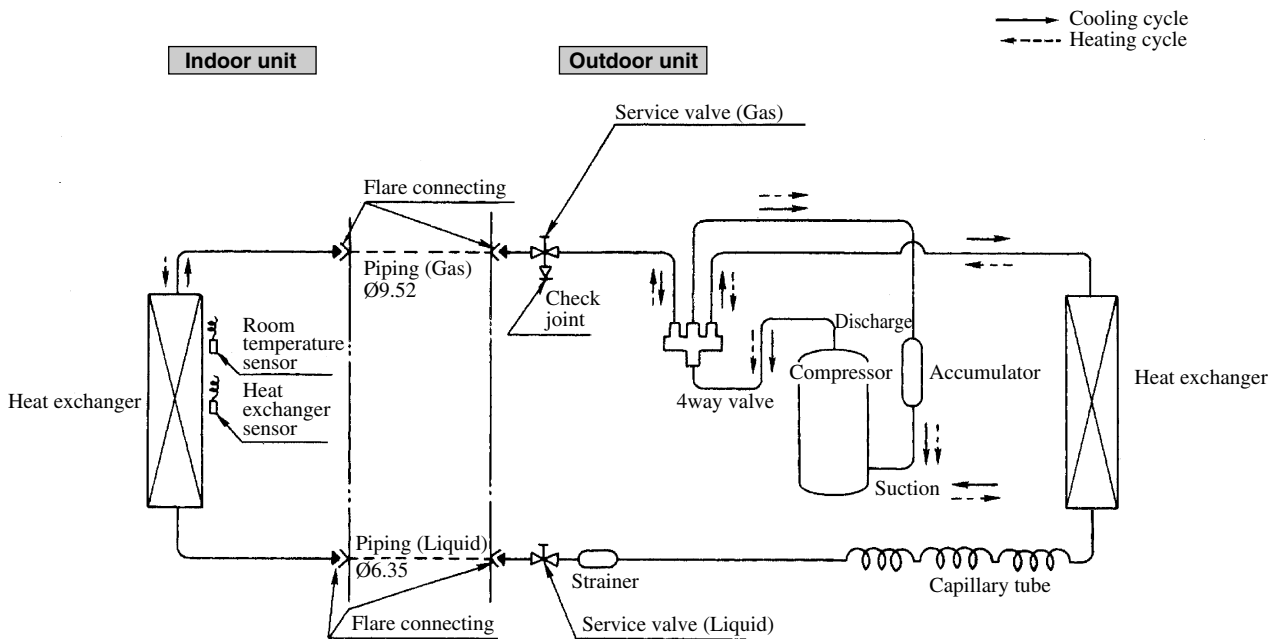 Cooling cycle
Heating cycle
Indoor unit
Outdoor unit
Service valve (Gas)
Flare connecting
Piping (Gas)
Ø9.52
Check
joint
Room
temperature
sensor
Heat
exchanger
sensor
Heat exchanger
Discharge
Compressor
Accumulator
4way valve
Heat exchanger
Suction
Piping (Liquid)
Ø6.35
Strainer
Capillary tube
Flare connecting
Service valve (Liquid)